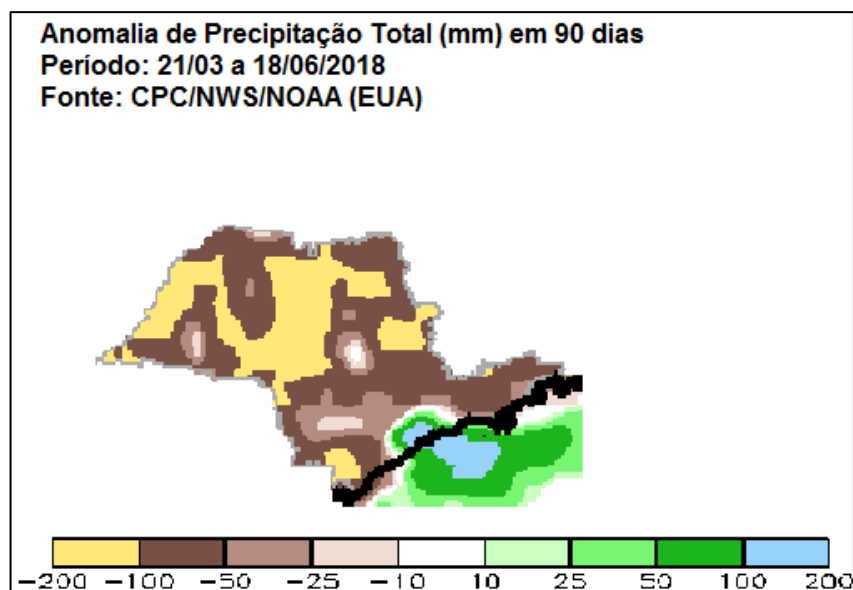 Anomalia de Precipitação Total (mm) em 90 dias
Período: 21/03 a 18/06/2018
Fonte: CPC/NWS/NOAA (EUA)
−200 −100 −50 −25 −10 10 25 50 100 200